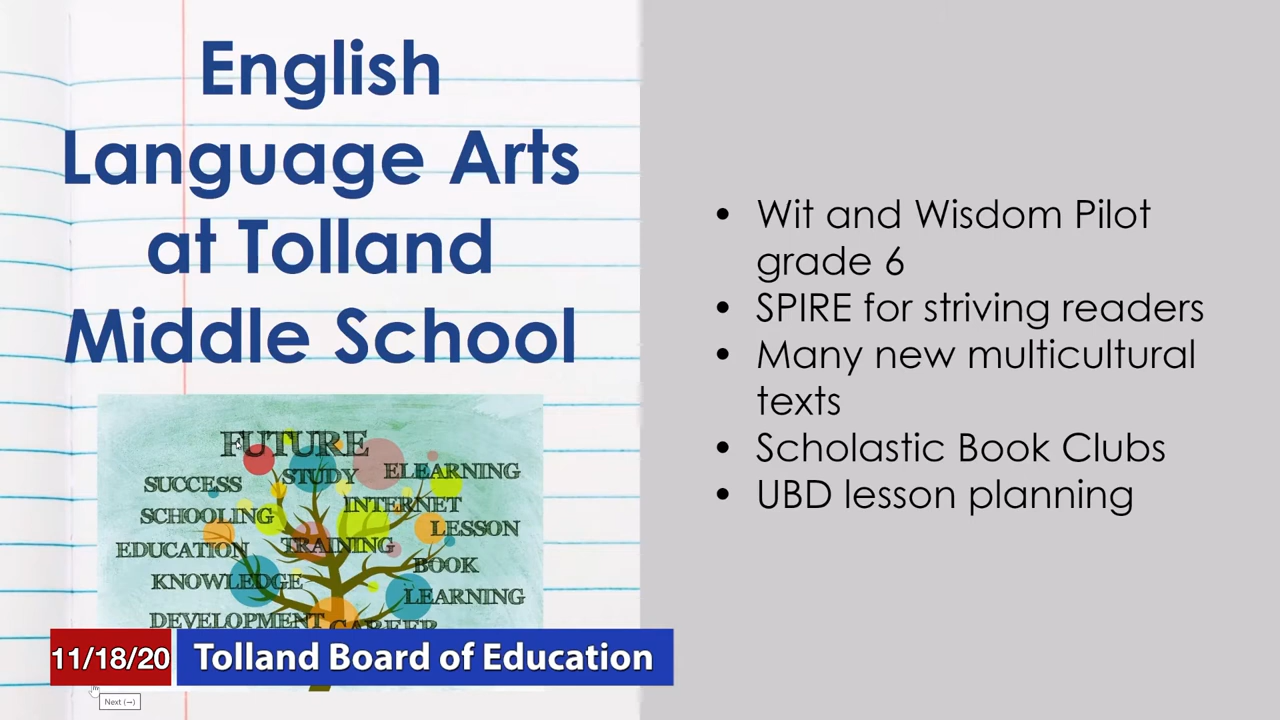 English
Language Arts
at Tolland
Middle School
• Wit and Wisdom Pilot
grade 6
• SPIRE for striving readers
• Many new multicultural
texts
• Scholastic Book Clubs
• UBD lesson planning
FUTURE
SUCCESS
STUDY
ELEARNING
SCHOOLING
INTERNET
LESSON
EDUCATION
TRAINING
BOOK
KNOWLEDGE
LEARNING
DEVELOPMENT
CAREER
11/18/20
Tolland Board of Education
Next (→)